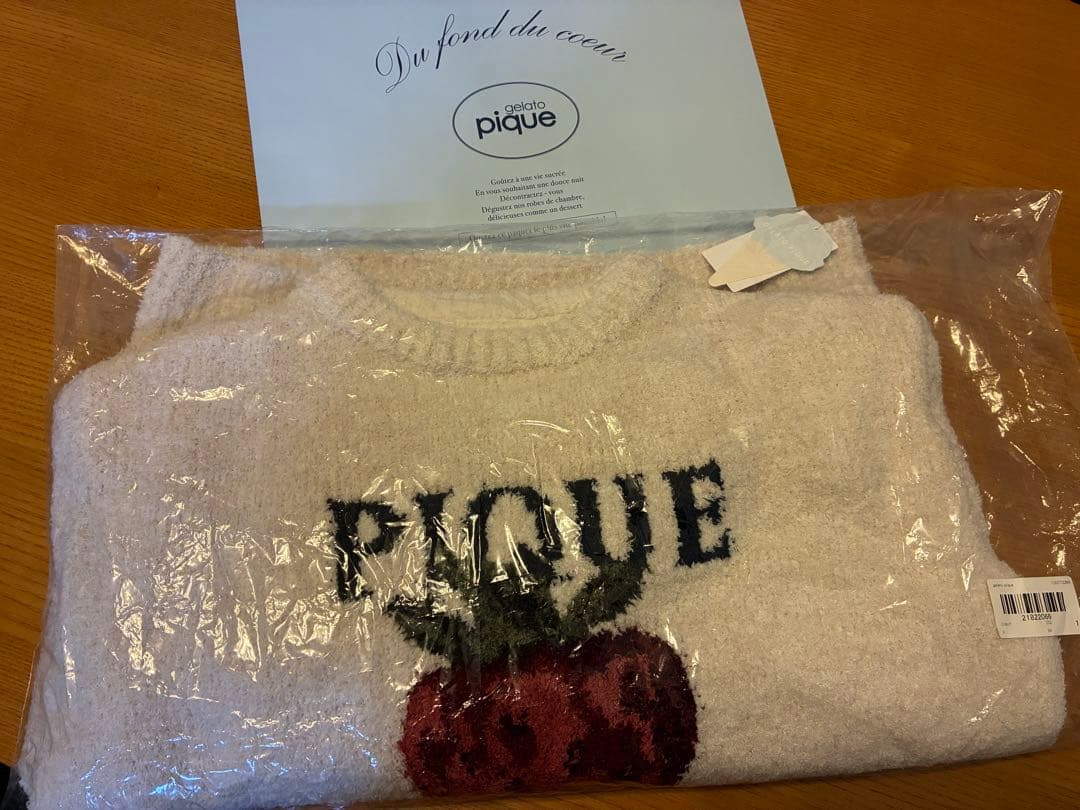 Du fond du coeur
gelato
pique
Goûtez à une vie sucrée
En vous souhaitant une douce nuit
Décontractez-vous
Dégustez nos robes de chambre,
délicieuses comme un dessert
PIQUE
21822066